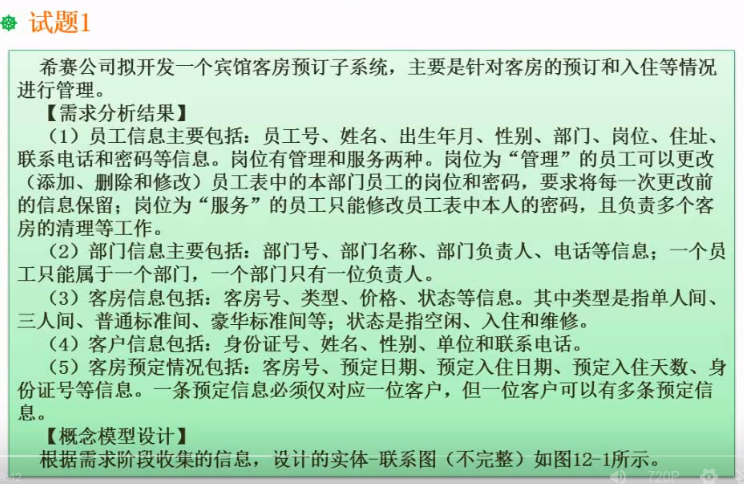 试题1
希赛公司拟开发一个宾馆客房预订子系统，主要是针对客房的预订和入住等情况
进行管理。
【需求分析结果】
（1）员工信息主要包括：员工号、姓名、出生年月、性别、部门、岗位、住址、
联系电话和密码等信息。岗位有管理和服务两种。岗位为“管理”的员工可以更改
（添加、删除和修改）员工表中的本部门员工的岗位和密码，要求将每一次更改前
的信息保留；岗位为“服务”的员工只能修改员工表中本人的密码，且负责多个客
房的清理等工作。
（2）部门信息主要包括：部门号、部门名称、部门负责人、电话等信息；一个员
工只能属于一个部门，一个部门只有一位负责人。
（3）客房信息包括：客房号、类型、价格、状态等信息。其中类型是指单人间、
三人间、普通标准间、豪华标准间等；状态是指空闲、入住和维修。
（4）客户信息包括：身份证号、姓名、性别、单位和联系电话。
（5）客房预定情况包括：客房号、预定日期、预定入住日期、预定入住天数、身
份证号等信息。一条预定信息必须仅对应一位客户，但一位客户可以有多条预定信
息。
【概念模型设计】
根据需求阶段收集的信息，设计的实体-联系图（不完整）如图12-1所示。
720P